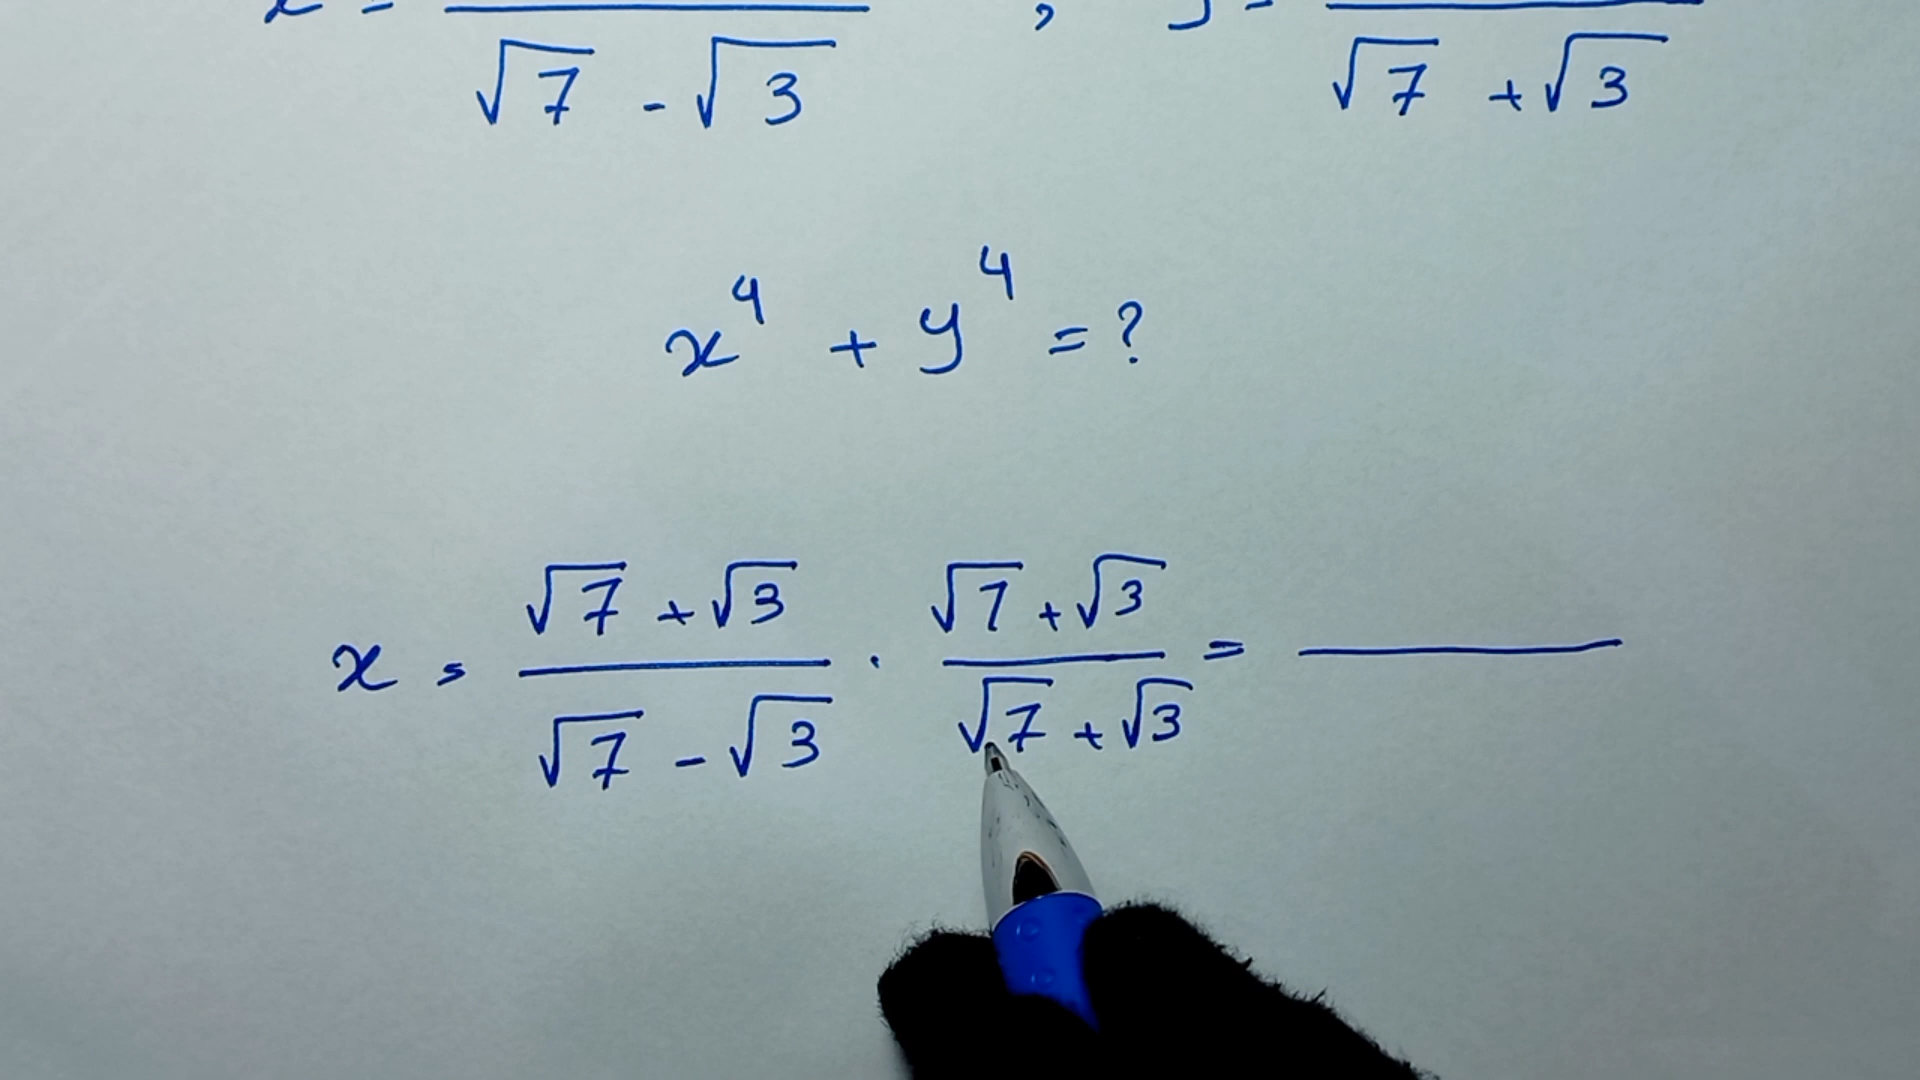 x = ―――― , y = ――――
√7 - √3 √7 + √3
x⁴ + y⁴ = ?
√7 + √3 √7 + √3
x = ―――― · ―――― = ――――
√7 - √3 √7 + √3